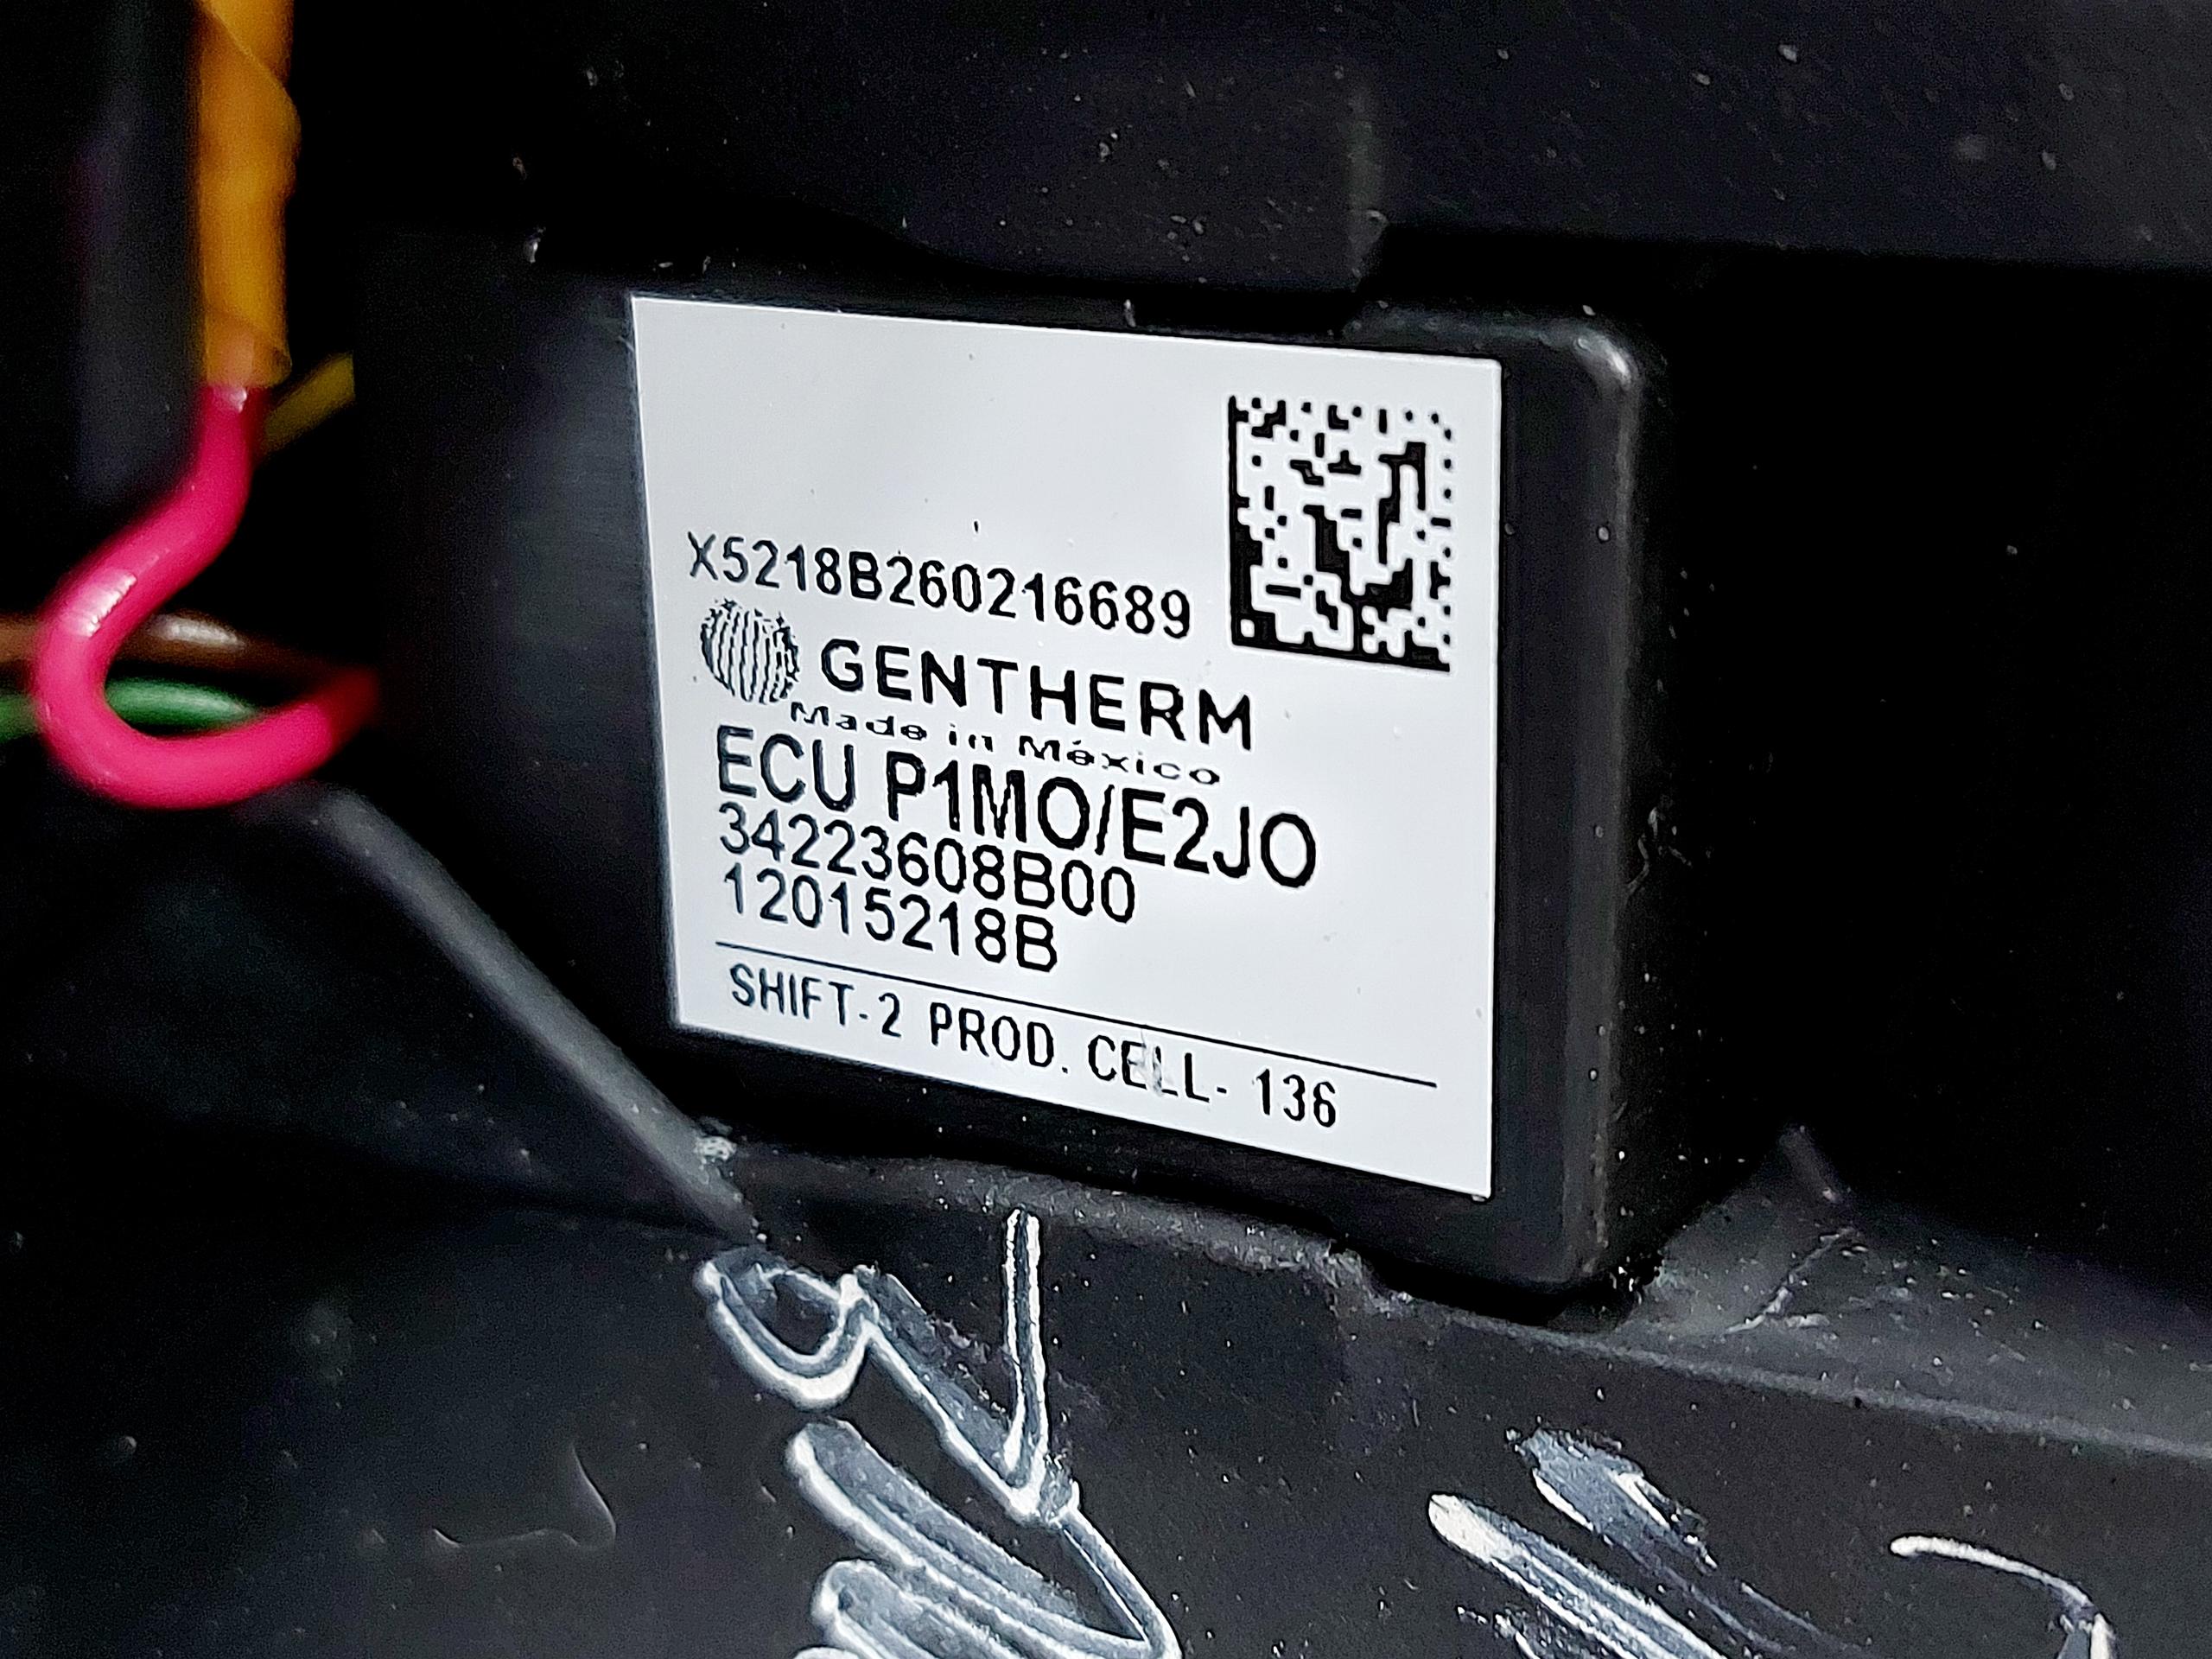 X5218B260216689
GENTHERM
Made in México
ECU P1MO/E2JO
34223608B00
12015218B
SHIFT-2 PROD. CELL- 136